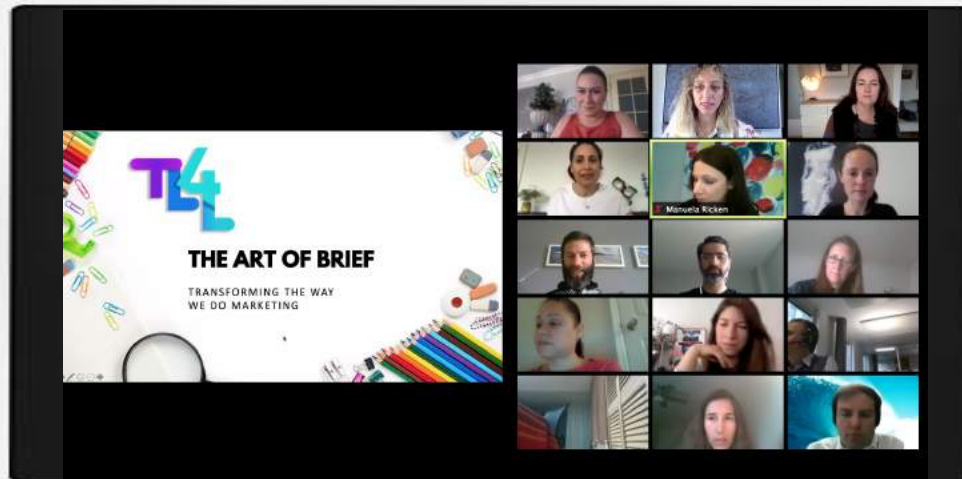 TL4L
THE ART OF BRIEF
TRANSFORMING THE WAY
WE DO MARKETING
Manuela Ricken